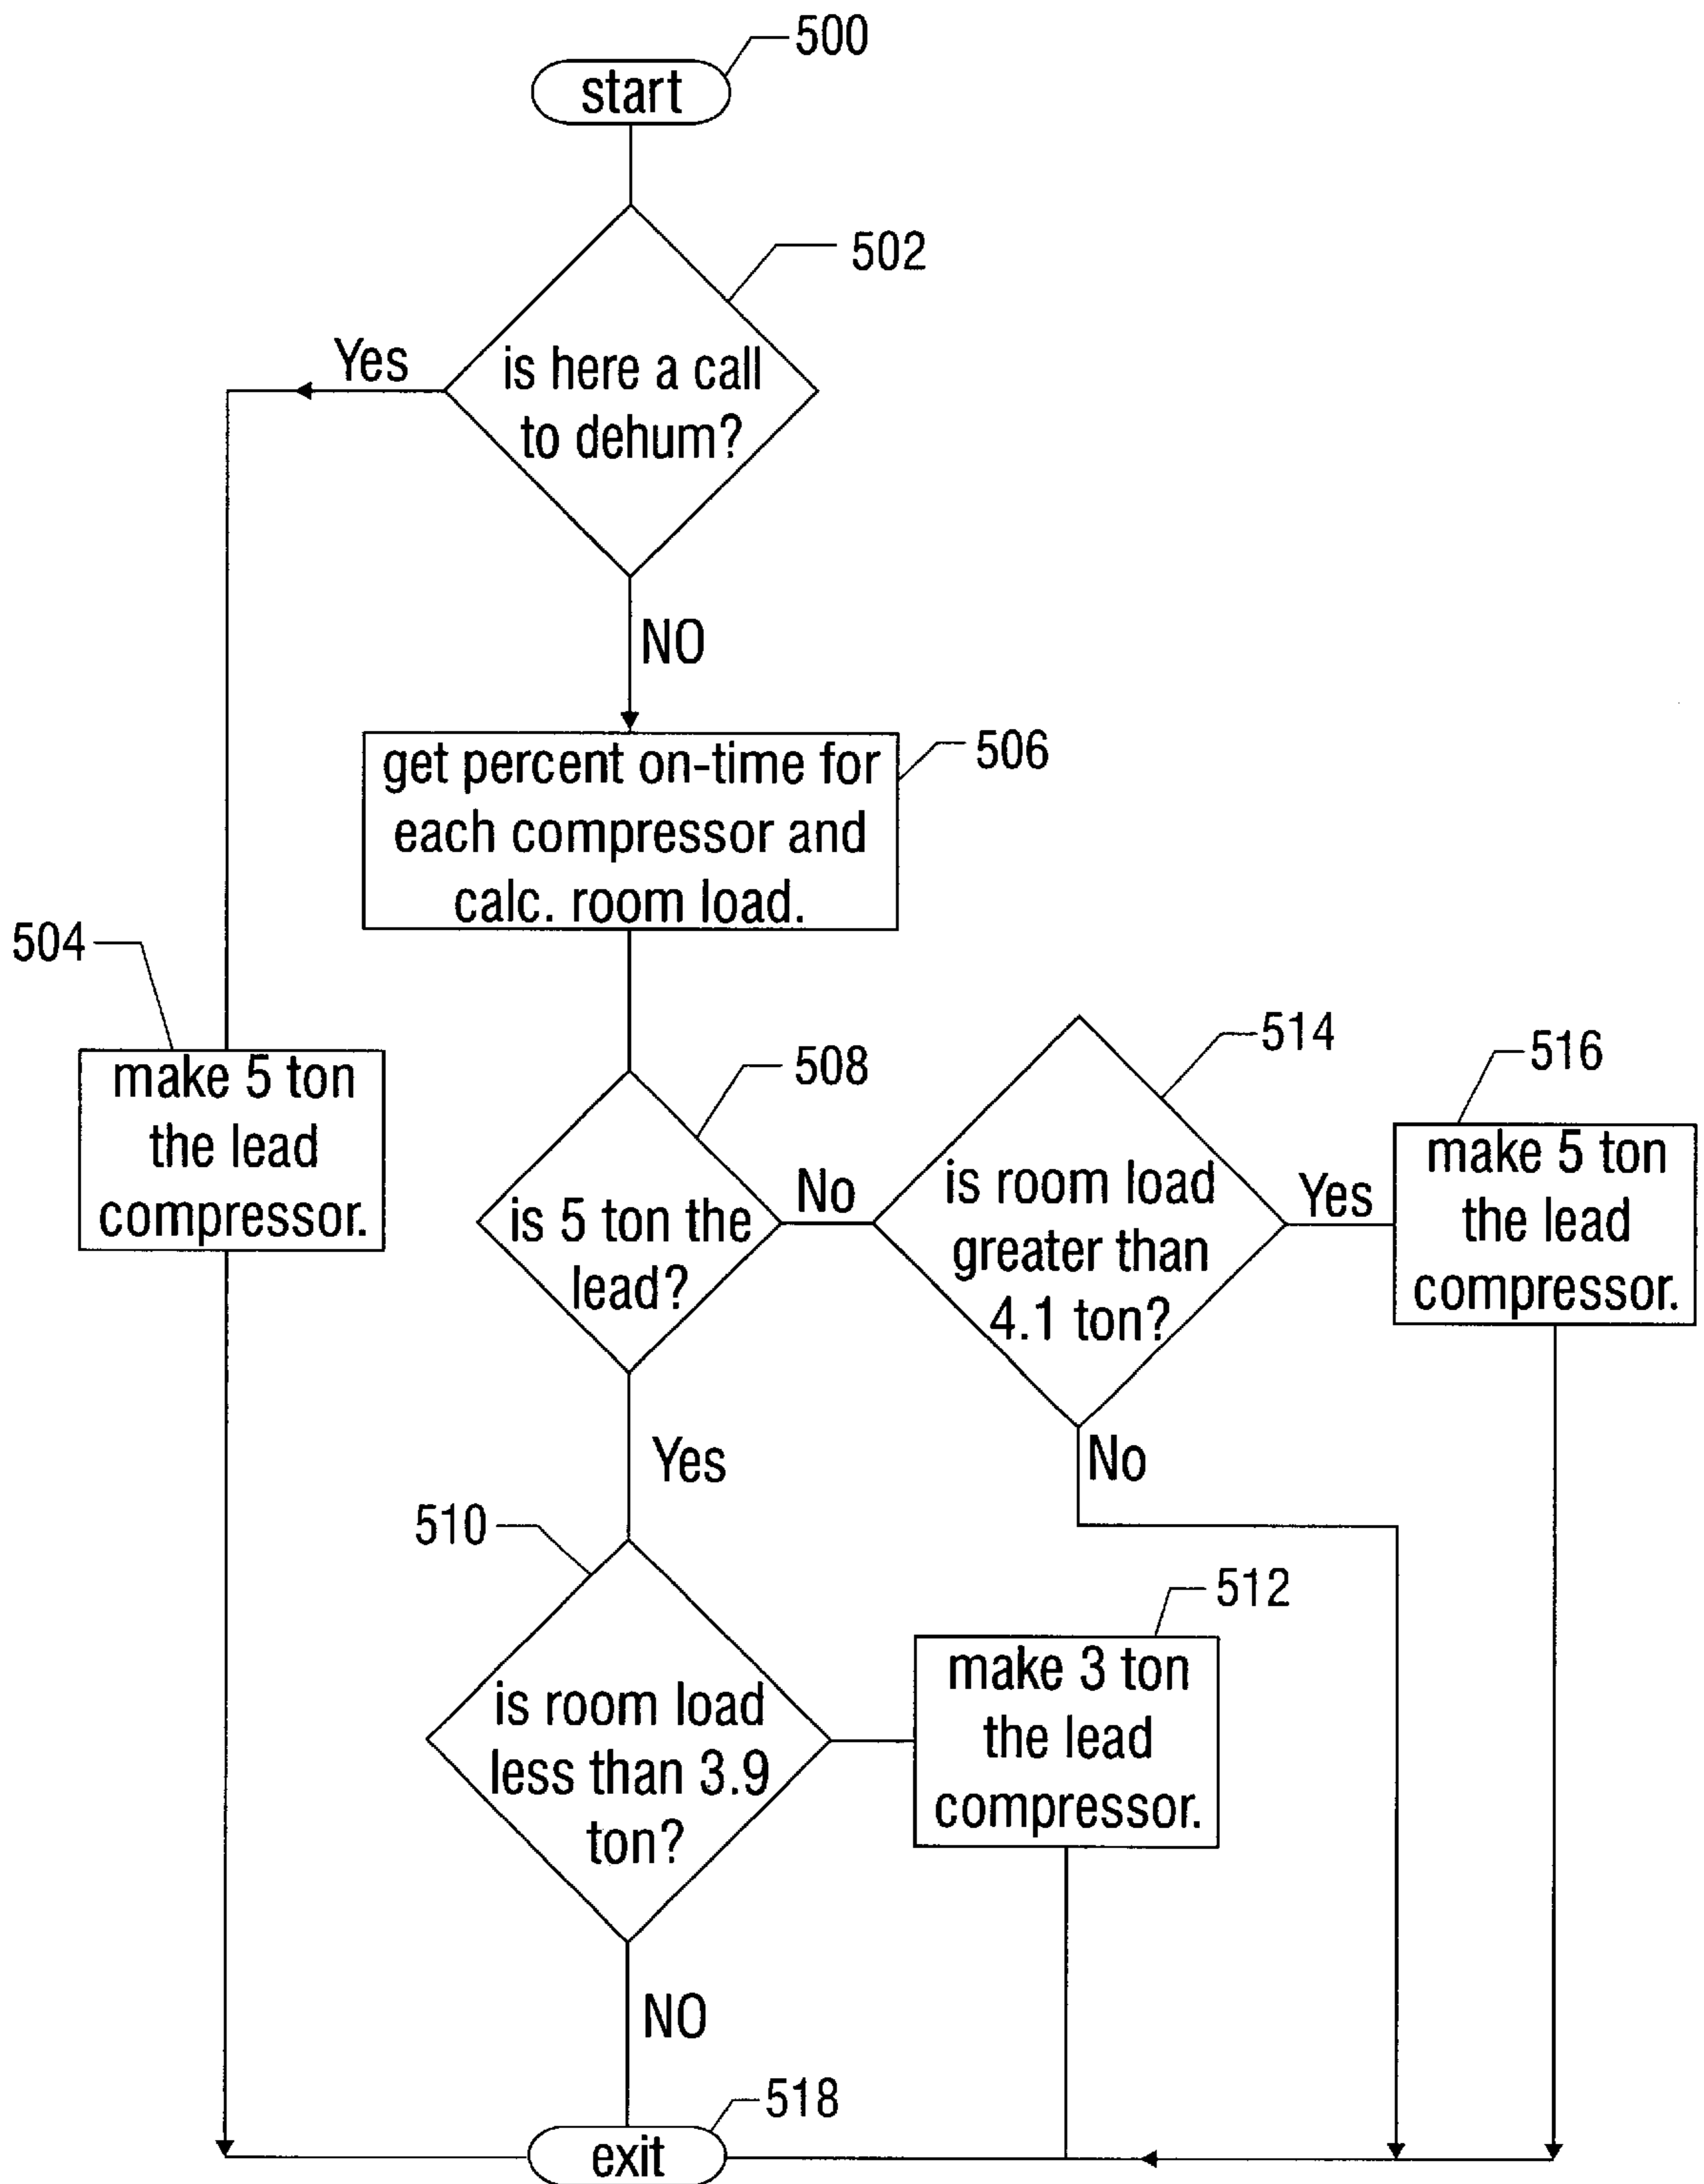 500
start
502
Yes
is here a call
to dehum?
NO
get percent on-time for
each compressor and
calc. room load.
506
504
make 5 ton
the lead
compressor.
508
is 5 ton the
lead?
No
514
is room load
greater than
4.1 ton?
Yes
516
make 5 ton
the lead
compressor.
Yes
No
510
is room load
less than 3.9
ton?
512
make 3 ton
the lead
compressor.
NO
518
exit